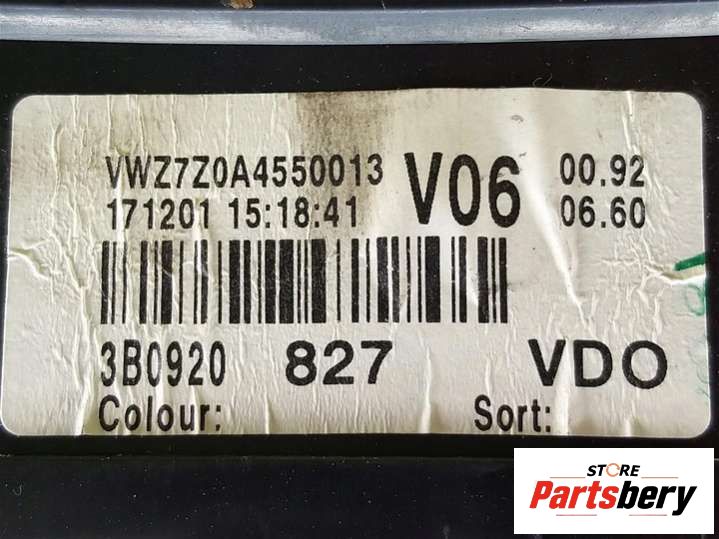 VWZ7Z0A4550013 V06 00.92
171201 15:18:41 06.60
3B0920 827 VDO
Colour: Sort:
STORE
Partsbery